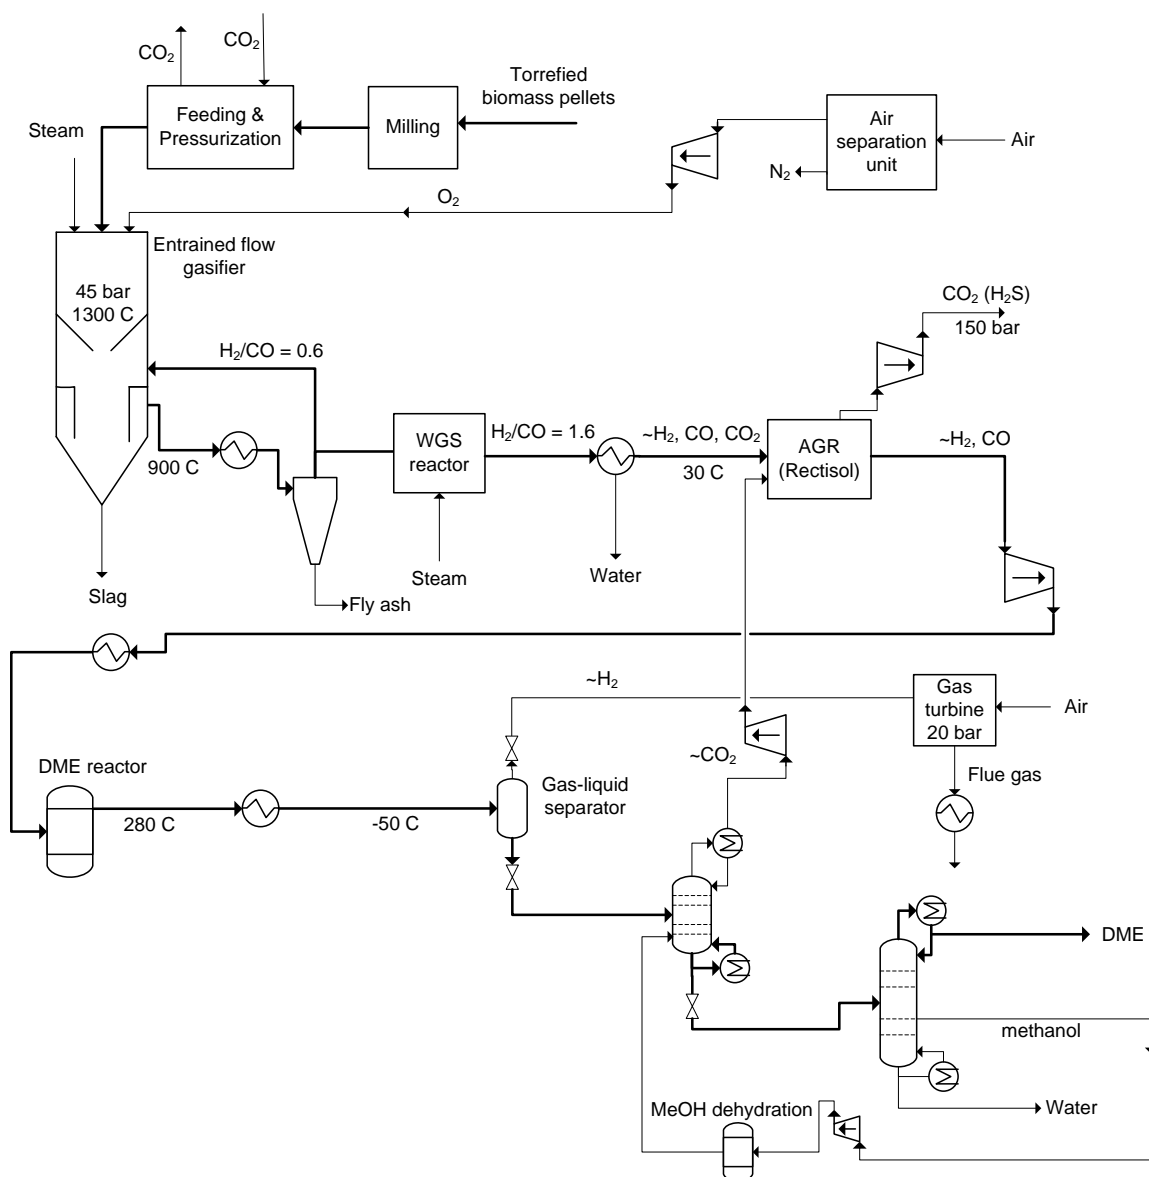 CO2
CO2
Torrefied
biomass pellets
Steam
Feeding &
Pressurization
Milling
Air
separation
unit
Air
N2
O2
Entrained flow
gasifier
45 bar
1300 C
CO2 (H2S)
150 bar
H2/CO = 0.6
WGS
reactor
H2/CO = 1.6
~H2, CO, CO2
30 C
AGR
(Rectisol)
~H2, CO
900 C
Steam
Water
Slag
Fly ash
~H2
Gas
turbine
20 bar
Air
~CO2
DME reactor
Gas-liquid
separator
Flue gas
280 C
-50 C
DME
methanol
MeOH dehydration
Water